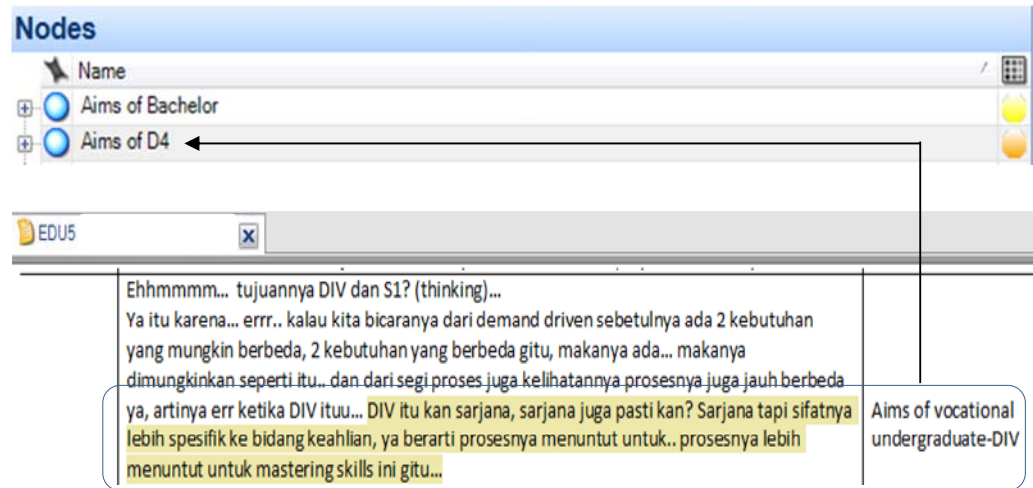 Nodes
Name
Aims of Bachelor
Aims of D4
EDU5
Ehhmmmm... tujuannya DIV dan S1? (thinking)...
Ya itu karena... errr.. kalau kita bicaranya dari demand driven sebetulnya ada 2 kebutuhan
yang mungkin berbeda, 2 kebutuhan yang berbeda gitu, makanya ada... makanya
dimungkinkan seperti itu.. dan dari segi proses juga kelihatannya prosesnya juga jauh berbeda
ya, artinya err ketika DIV ituu... DIV itu kan sarjana, sarjana juga pasti kan? Sarjana tapi sifatnya
lebih spesifik ke bidang keahlian, ya berarti prosesnya menuntut untuk.. prosesnya lebih
menuntut untuk mastering skills ini gitu...
Aims of vocational
undergraduate-DIV